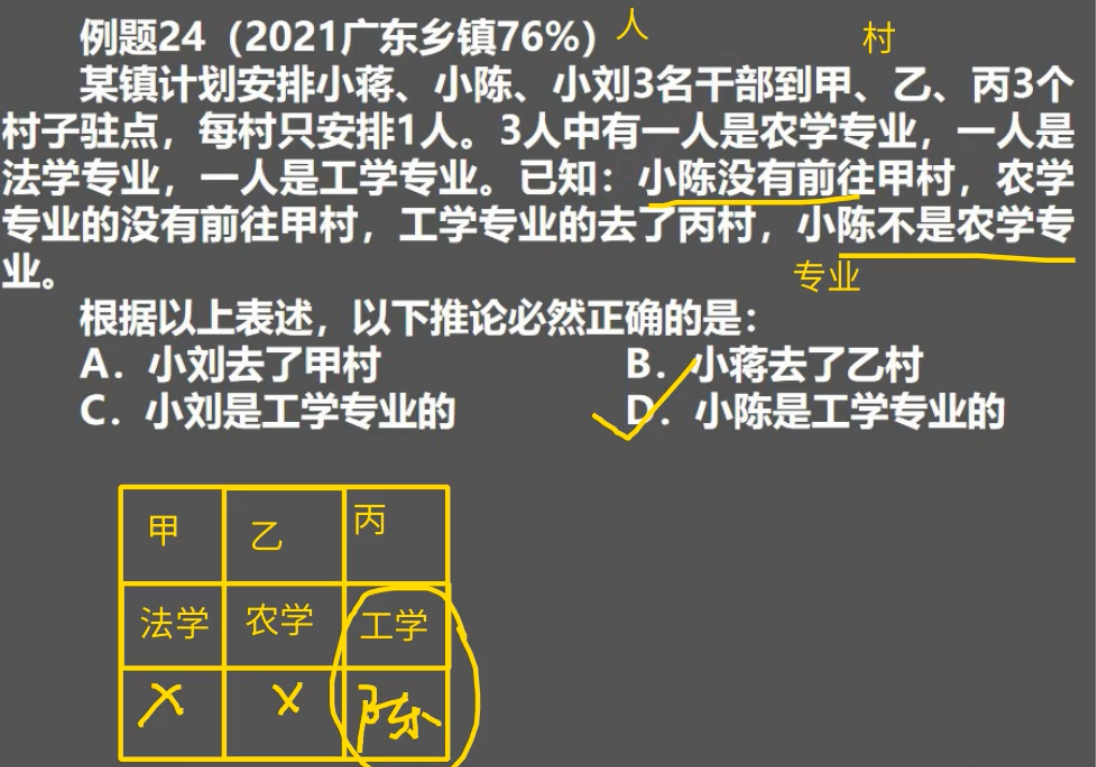 例题24（2021广东乡镇76%）人 村
某镇计划安排小蒋、小陈、小刘3名干部到甲、乙、丙3个
村子驻点，每村只安排1人。3人中有一人是农学专业，一人是
法学专业，一人是工学专业。已知：小陈没有前往甲村，农学
专业的没有前往甲村，工学专业的去了丙村，小陈不是农学专
业。
专业
根据以上表述，以下推论必然正确的是：
A．小刘去了甲村 B．小蒋去了乙村
C．小刘是工学专业的 D．小陈是工学专业的
甲 乙 丙
法学 农学 工学
X X 陈